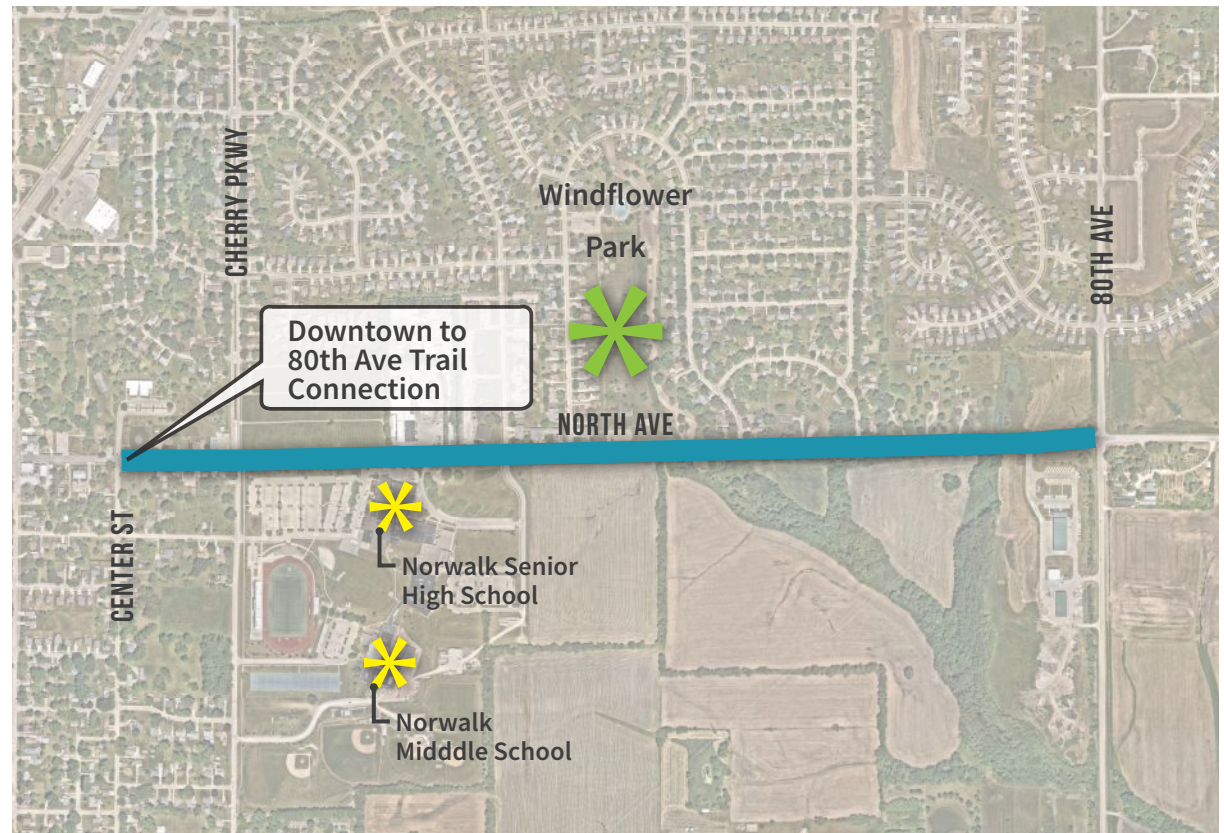 Windflower
Park
CHERRY PKWY
80TH AVE
Downtown to
80th Ave Trail
Connection
NORTH AVE
CENTER ST
Norwalk Senior
High School
Norwalk
Midddle School